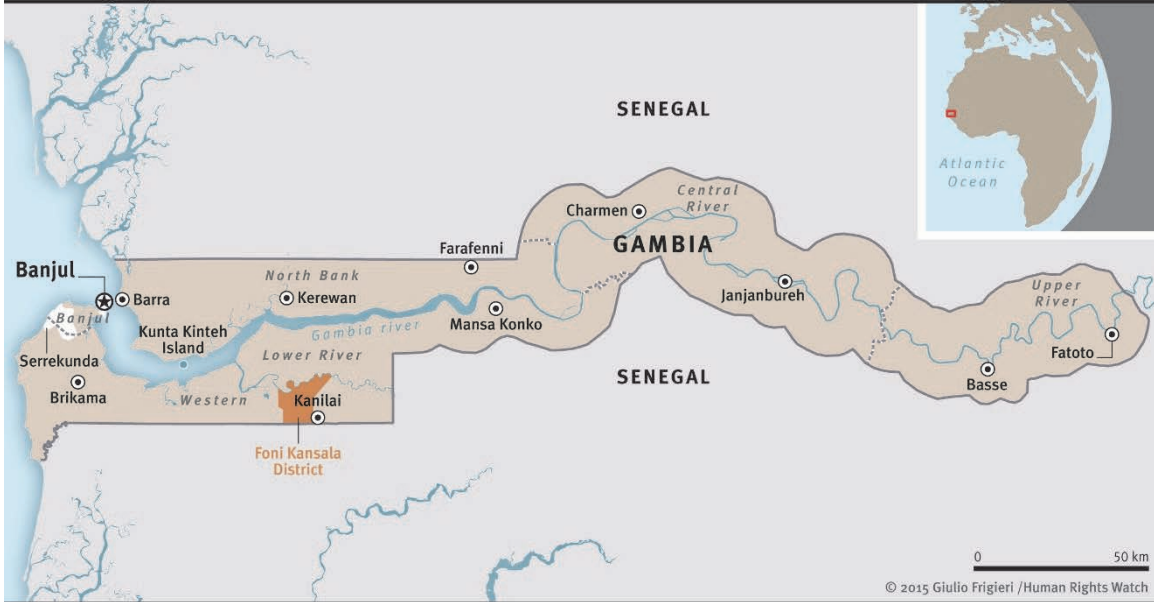 SENEGAL
Atlantic
Ocean
Central
River
Charmen
GAMBIA
Farafenni
Banjul
North Bank
Barra
Kerewan
Janjanbureh
Upper
River
Banjul
Kunta Kinteh
Island
Gambia river
Mansa Konko
Serrekunda
Lower River
Fatoto
Brikama
Western
Kanilai
SENEGAL
Basse
Foni Kansala
District
0 50 km
© 2015 Giulio Frigieri /Human Rights Watch